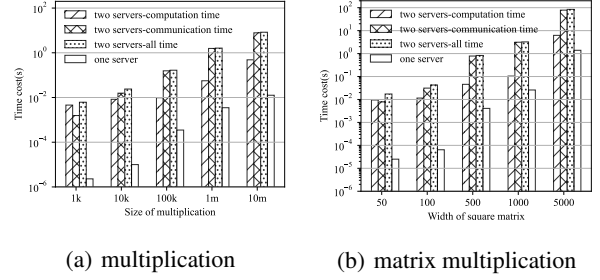 two servers-computation time
two servers-communication time
two servers-all time
one server
Time cost(s)
10^2
10^0
10^-2
10^-4
10^-6
1k 10k 100k 1m 10m
Size of multiplication
(a) multiplication
two servers-computation time
two servers-communication time
two servers-all time
one server
Time cost(s)
10^2
10^1
10^0
10^-1
10^-2
10^-3
10^-4
10^-5
10^-6
50 100 500 1000 5000
Width of square matrix
(b) matrix multiplication